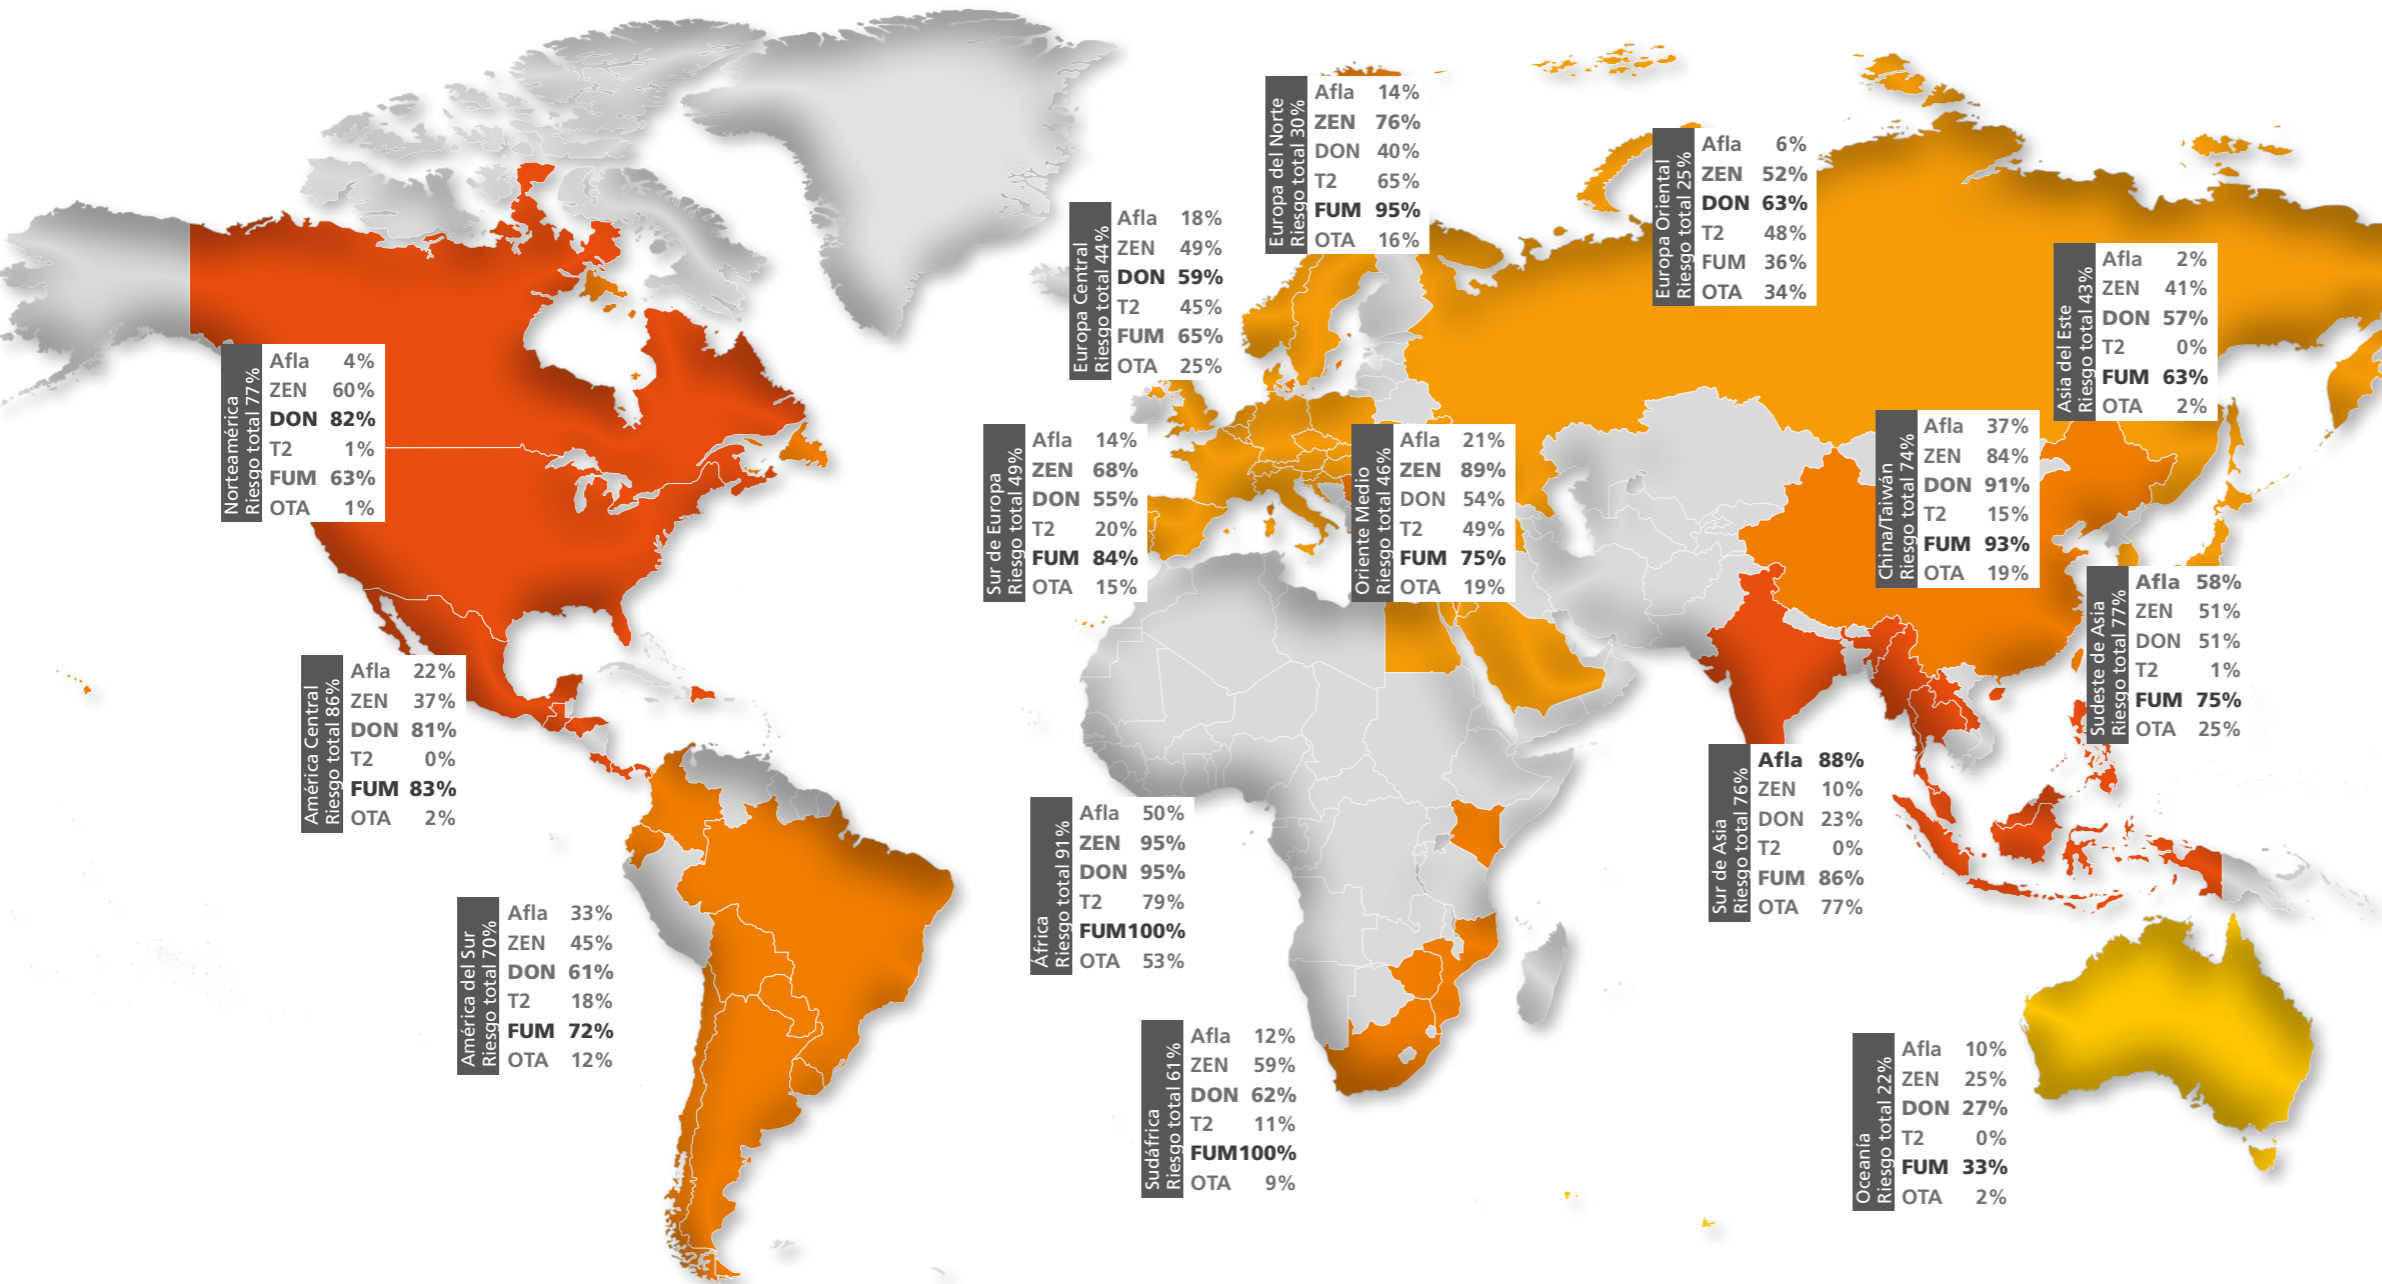 Norteamérica
Riesgo total 77%
Afla 4%
ZEN 60%
DON 82%
T2 1%
FUM 63%
OTA 1%
América Central
Riesgo total 86%
Afla 22%
ZEN 37%
DON 81%
T2 0%
FUM 83%
OTA 2%
América del Sur
Riesgo total 70%
Afla 33%
ZEN 45%
DON 61%
T2 18%
FUM 72%
OTA 12%
Europa Central
Riesgo total 44%
Afla 18%
ZEN 49%
DON 59%
T2 45%
FUM 65%
OTA 25%
Europa del Norte
Riesgo total 30%
Afla 14%
ZEN 76%
DON 40%
T2 65%
FUM 95%
OTA 16%
Europa Oriental
Riesgo total 25%
Afla 6%
ZEN 52%
DON 63%
T2 48%
FUM 36%
OTA 34%
Sur de Europa
Riesgo total 49%
Afla 14%
ZEN 68%
DON 55%
T2 20%
FUM 84%
OTA 15%
Oriente Medio
Riesgo total 46%
Afla 21%
ZEN 89%
DON 54%
T2 49%
FUM 75%
OTA 19%
Asia del Este
Riesgo total 43%
Afla 2%
ZEN 41%
DON 57%
T2 0%
FUM 63%
OTA 2%
China/Taiwán
Riesgo total 74%
Afla 37%
ZEN 84%
DON 91%
T2 15%
FUM 93%
OTA 19%
Sudeste de Asia
Riesgo total 77%
Afla 58%
ZEN 51%
DON 51%
T2 1%
FUM 75%
OTA 25%
Sur de Asia
Riesgo total 76%
Afla 88%
ZEN 10%
DON 23%
T2 0%
FUM 86%
OTA 77%
África
Riesgo total 91%
Afla 50%
ZEN 95%
DON 95%
T2 79%
FUM 100%
OTA 53%
Sudáfrica
Riesgo total 61%
Afla 12%
ZEN 59%
DON 62%
T2 11%
FUM 100%
OTA 9%
Oceanía
Riesgo total 22%
Afla 10%
ZEN 25%
DON 27%
T2 0%
FUM 33%
OTA 2%